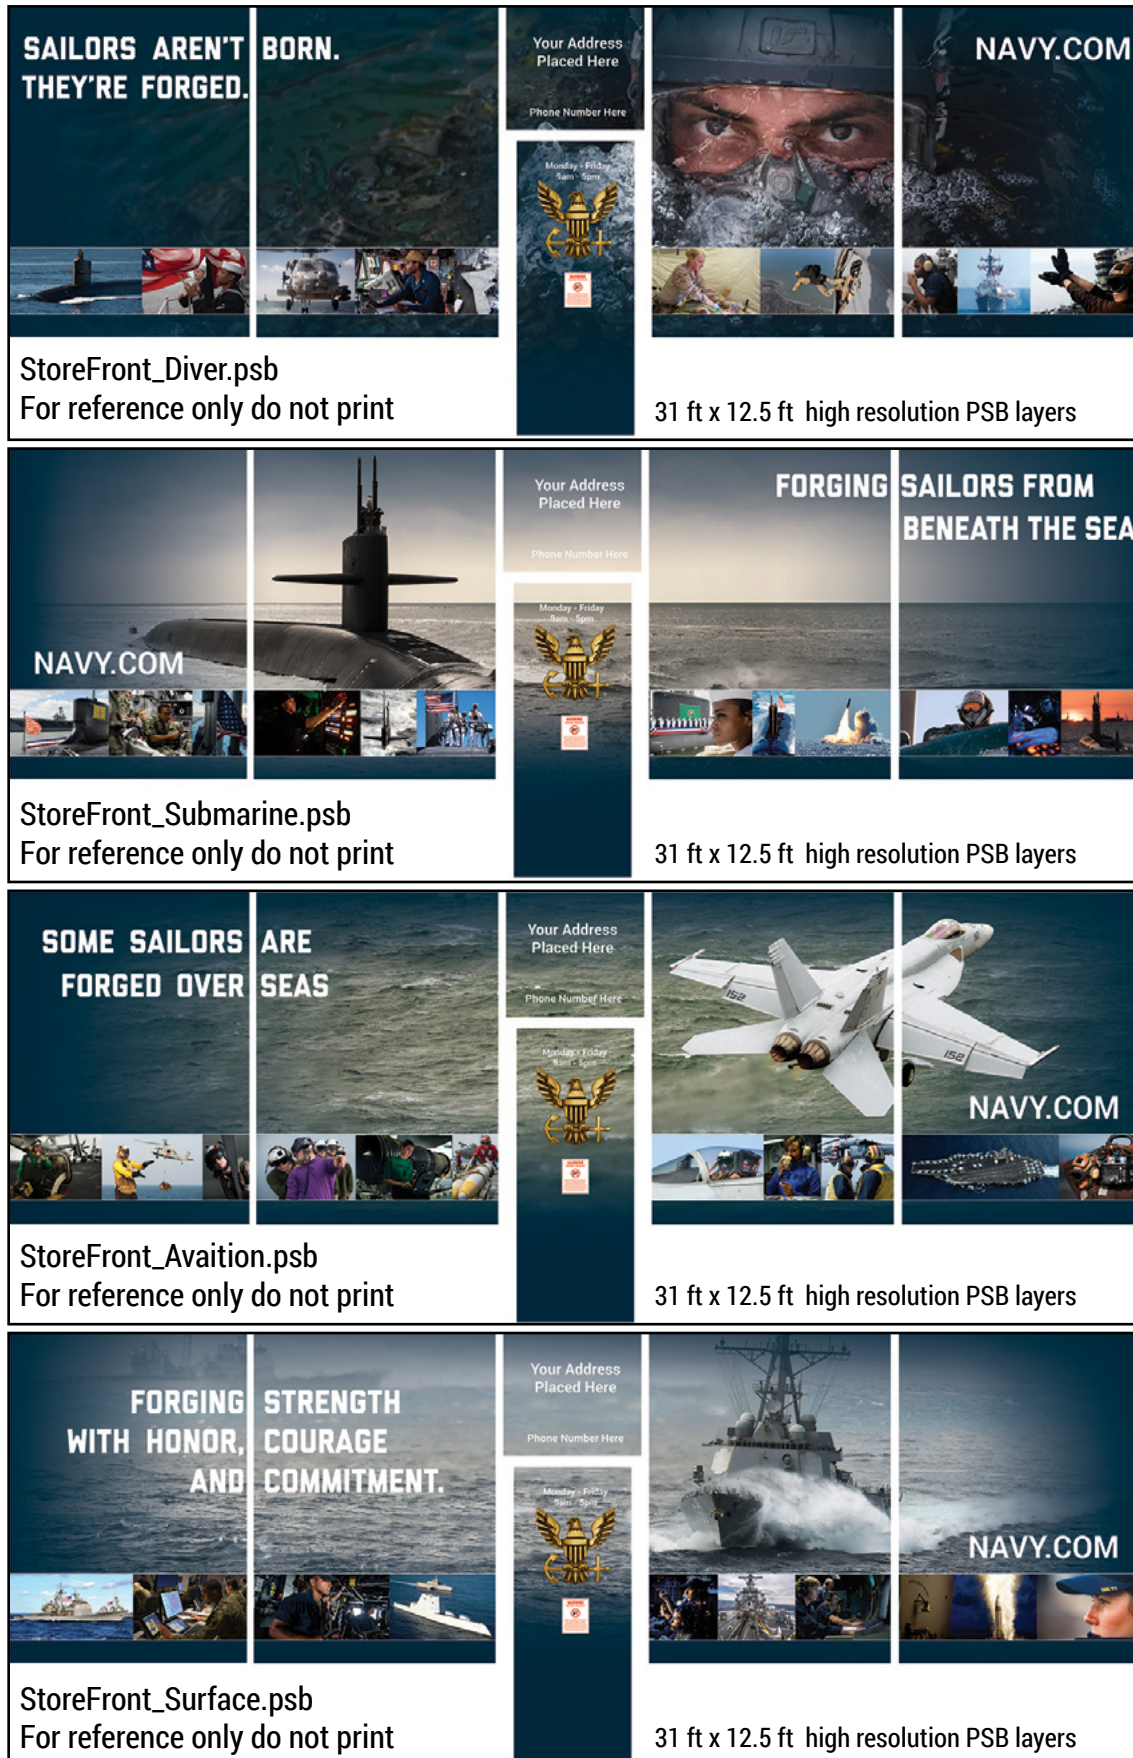 SAILORS AREN'T BORN.
THEY'RE FORGED.
Your Address
Placed Here
Phone Number Here
Monday - Friday
9am - 5pm
NAVY.COM
StoreFront_Diver.psb
For reference only do not print
31 ft x 12.5 ft high resolution PSB layers
Your Address
Placed Here
Phone Number Here
Monday - Friday
9am - 5pm
FORGING SAILORS FROM
BENEATH THE SEA
NAVY.COM
StoreFront_Submarine.psb
For reference only do not print
31 ft x 12.5 ft high resolution PSB layers
SOME SAILORS ARE
FORGED OVER SEAS
Your Address
Placed Here
Phone Number Here
Monday - Friday
9am - 5pm
152
152
NAVY.COM
StoreFront_Avaition.psb
For reference only do not print
31 ft x 12.5 ft high resolution PSB layers
FORGING STRENGTH
WITH HONOR, COURAGE
AND COMMITMENT.
Your Address
Placed Here
Phone Number Here
Monday - Friday
9am - 5pm
NAVY.COM
StoreFront_Surface.psb
For reference only do not print
31 ft x 12.5 ft high resolution PSB layers